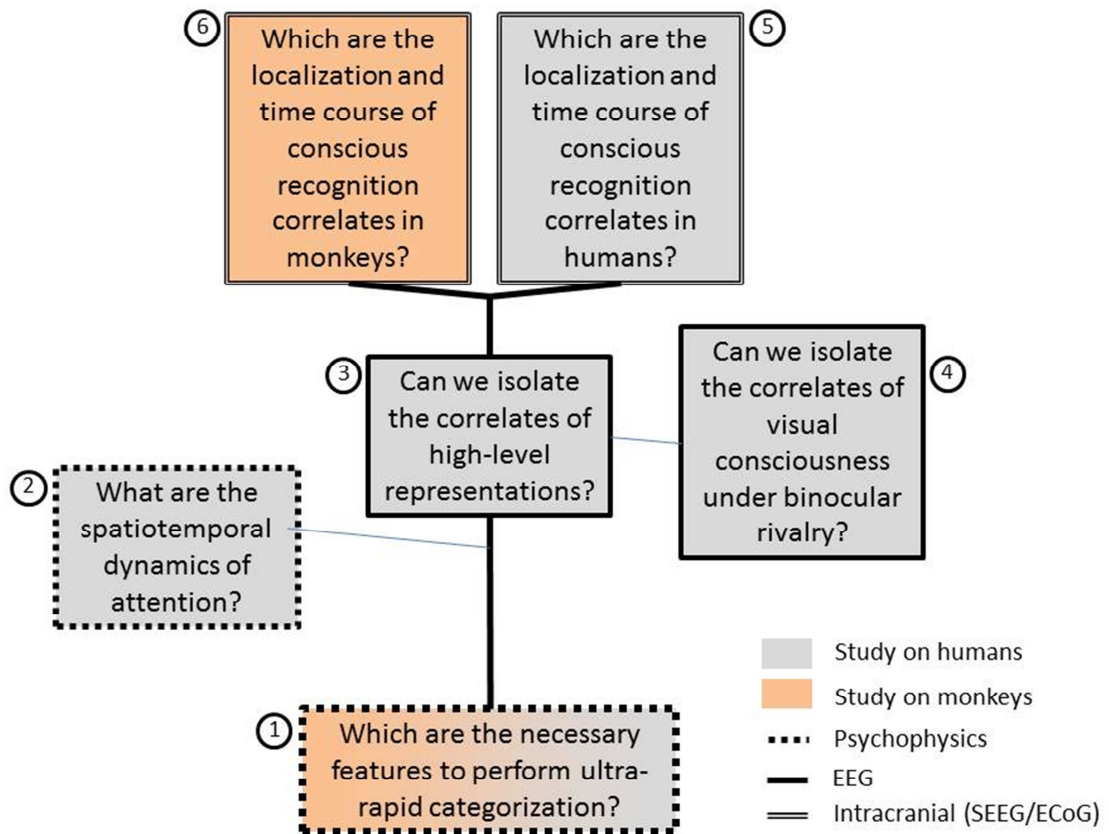 6
Which are the
localization and
time course of
conscious
recognition
correlates in
monkeys?
5
Which are the
localization and
time course of
conscious
recognition
correlates in
humans?
3
Can we isolate
the correlates of
high-level
representations?
4
Can we isolate
the correlates of
visual
consciousness
under binocular
rivalry?
2
What are the
spatiotemporal
dynamics of
attention?
1
Which are the necessary
features to perform ultra-
rapid categorization?
Study on humans
Study on monkeys
Psychophysics
EEG
Intracranial (SEEG/ECoG)